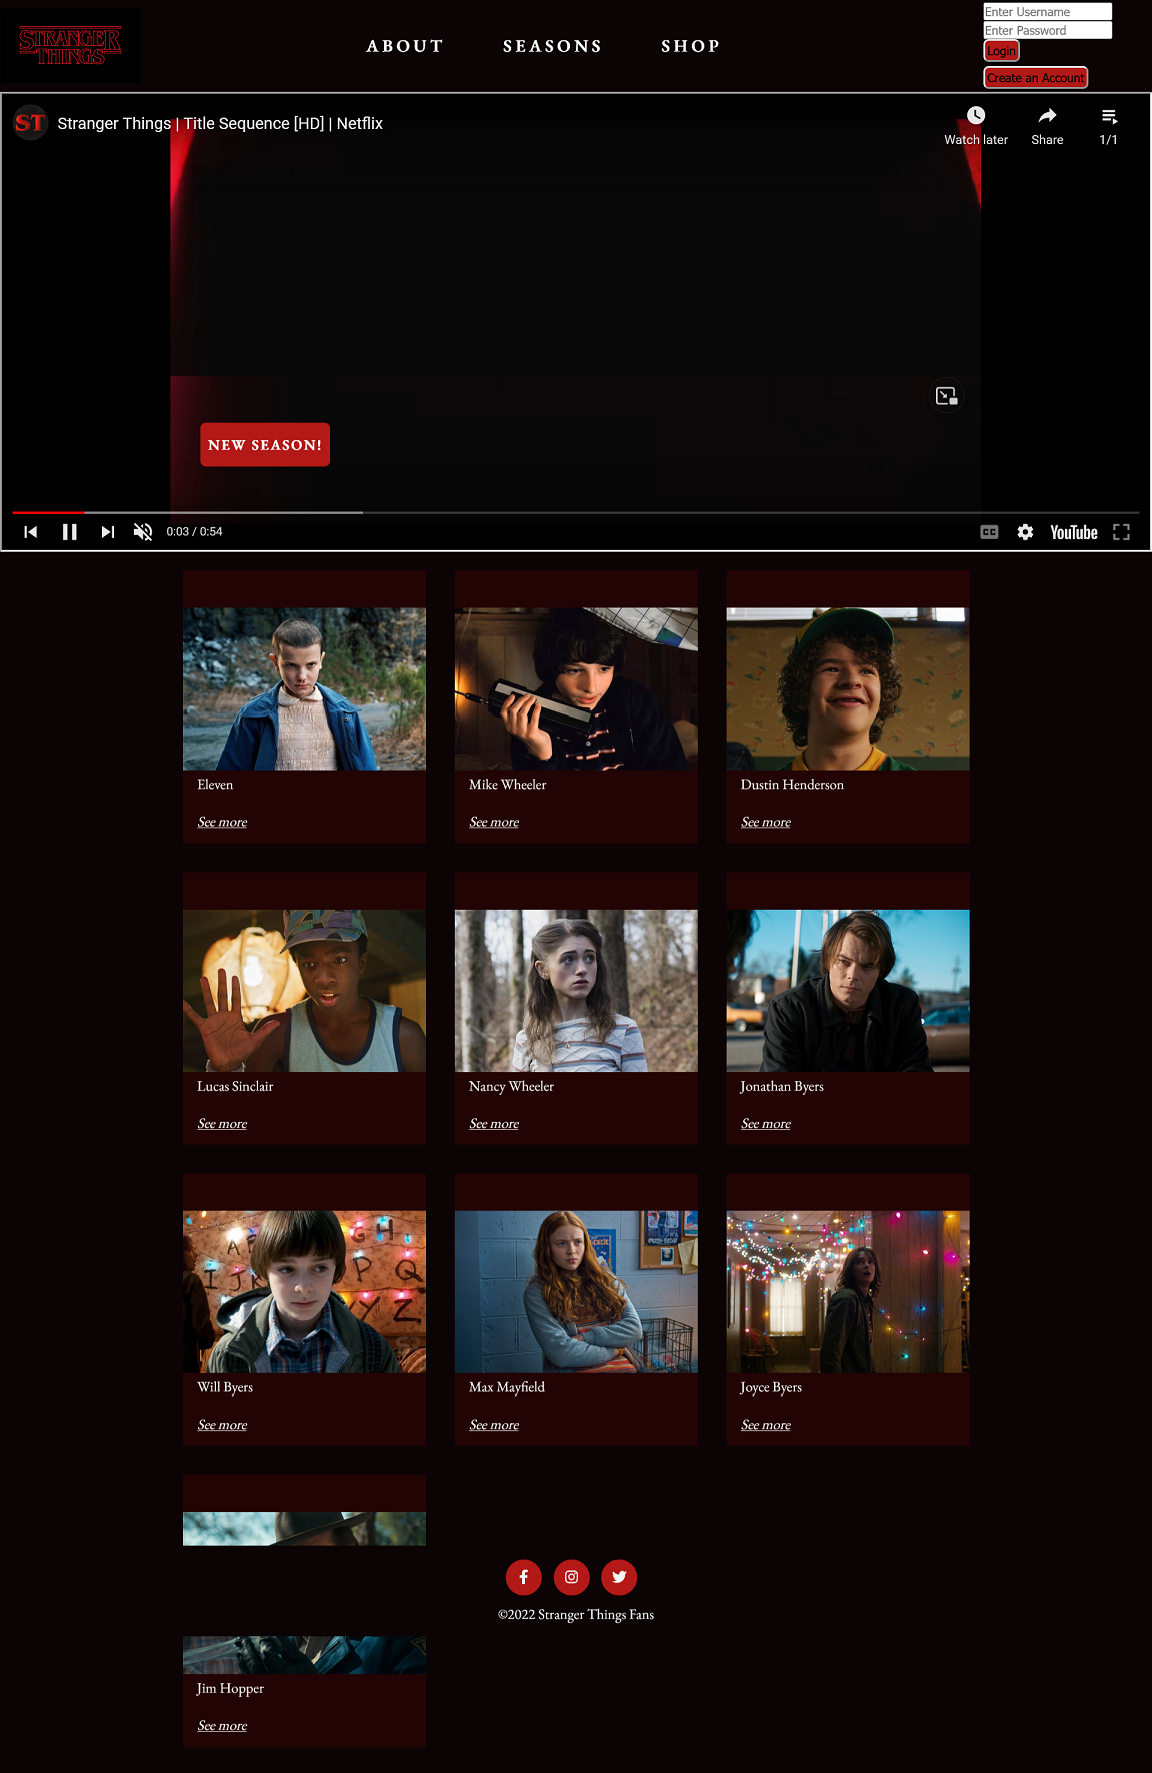 STRANGER
THINGS
ABOUT SEASONS SHOP
Enter Username
Enter Password
Login
Create an Account
ST Stranger Things | Title Sequence [HD] | Netflix
Watch later Share 1/1
NEW SEASON!
0:03 / 0:54
CC YouTube
Eleven
See more
Mike Wheeler
See more
Dustin Henderson
See more
Lucas Sinclair
See more
Nancy Wheeler
See more
Jonathan Byers
See more
A F G H
I J K P Q
X Y Z
Will Byers
See more
Max Mayfield
See more
Joyce Byers
See more
©2022 Stranger Things Fans
Jim Hopper
See more